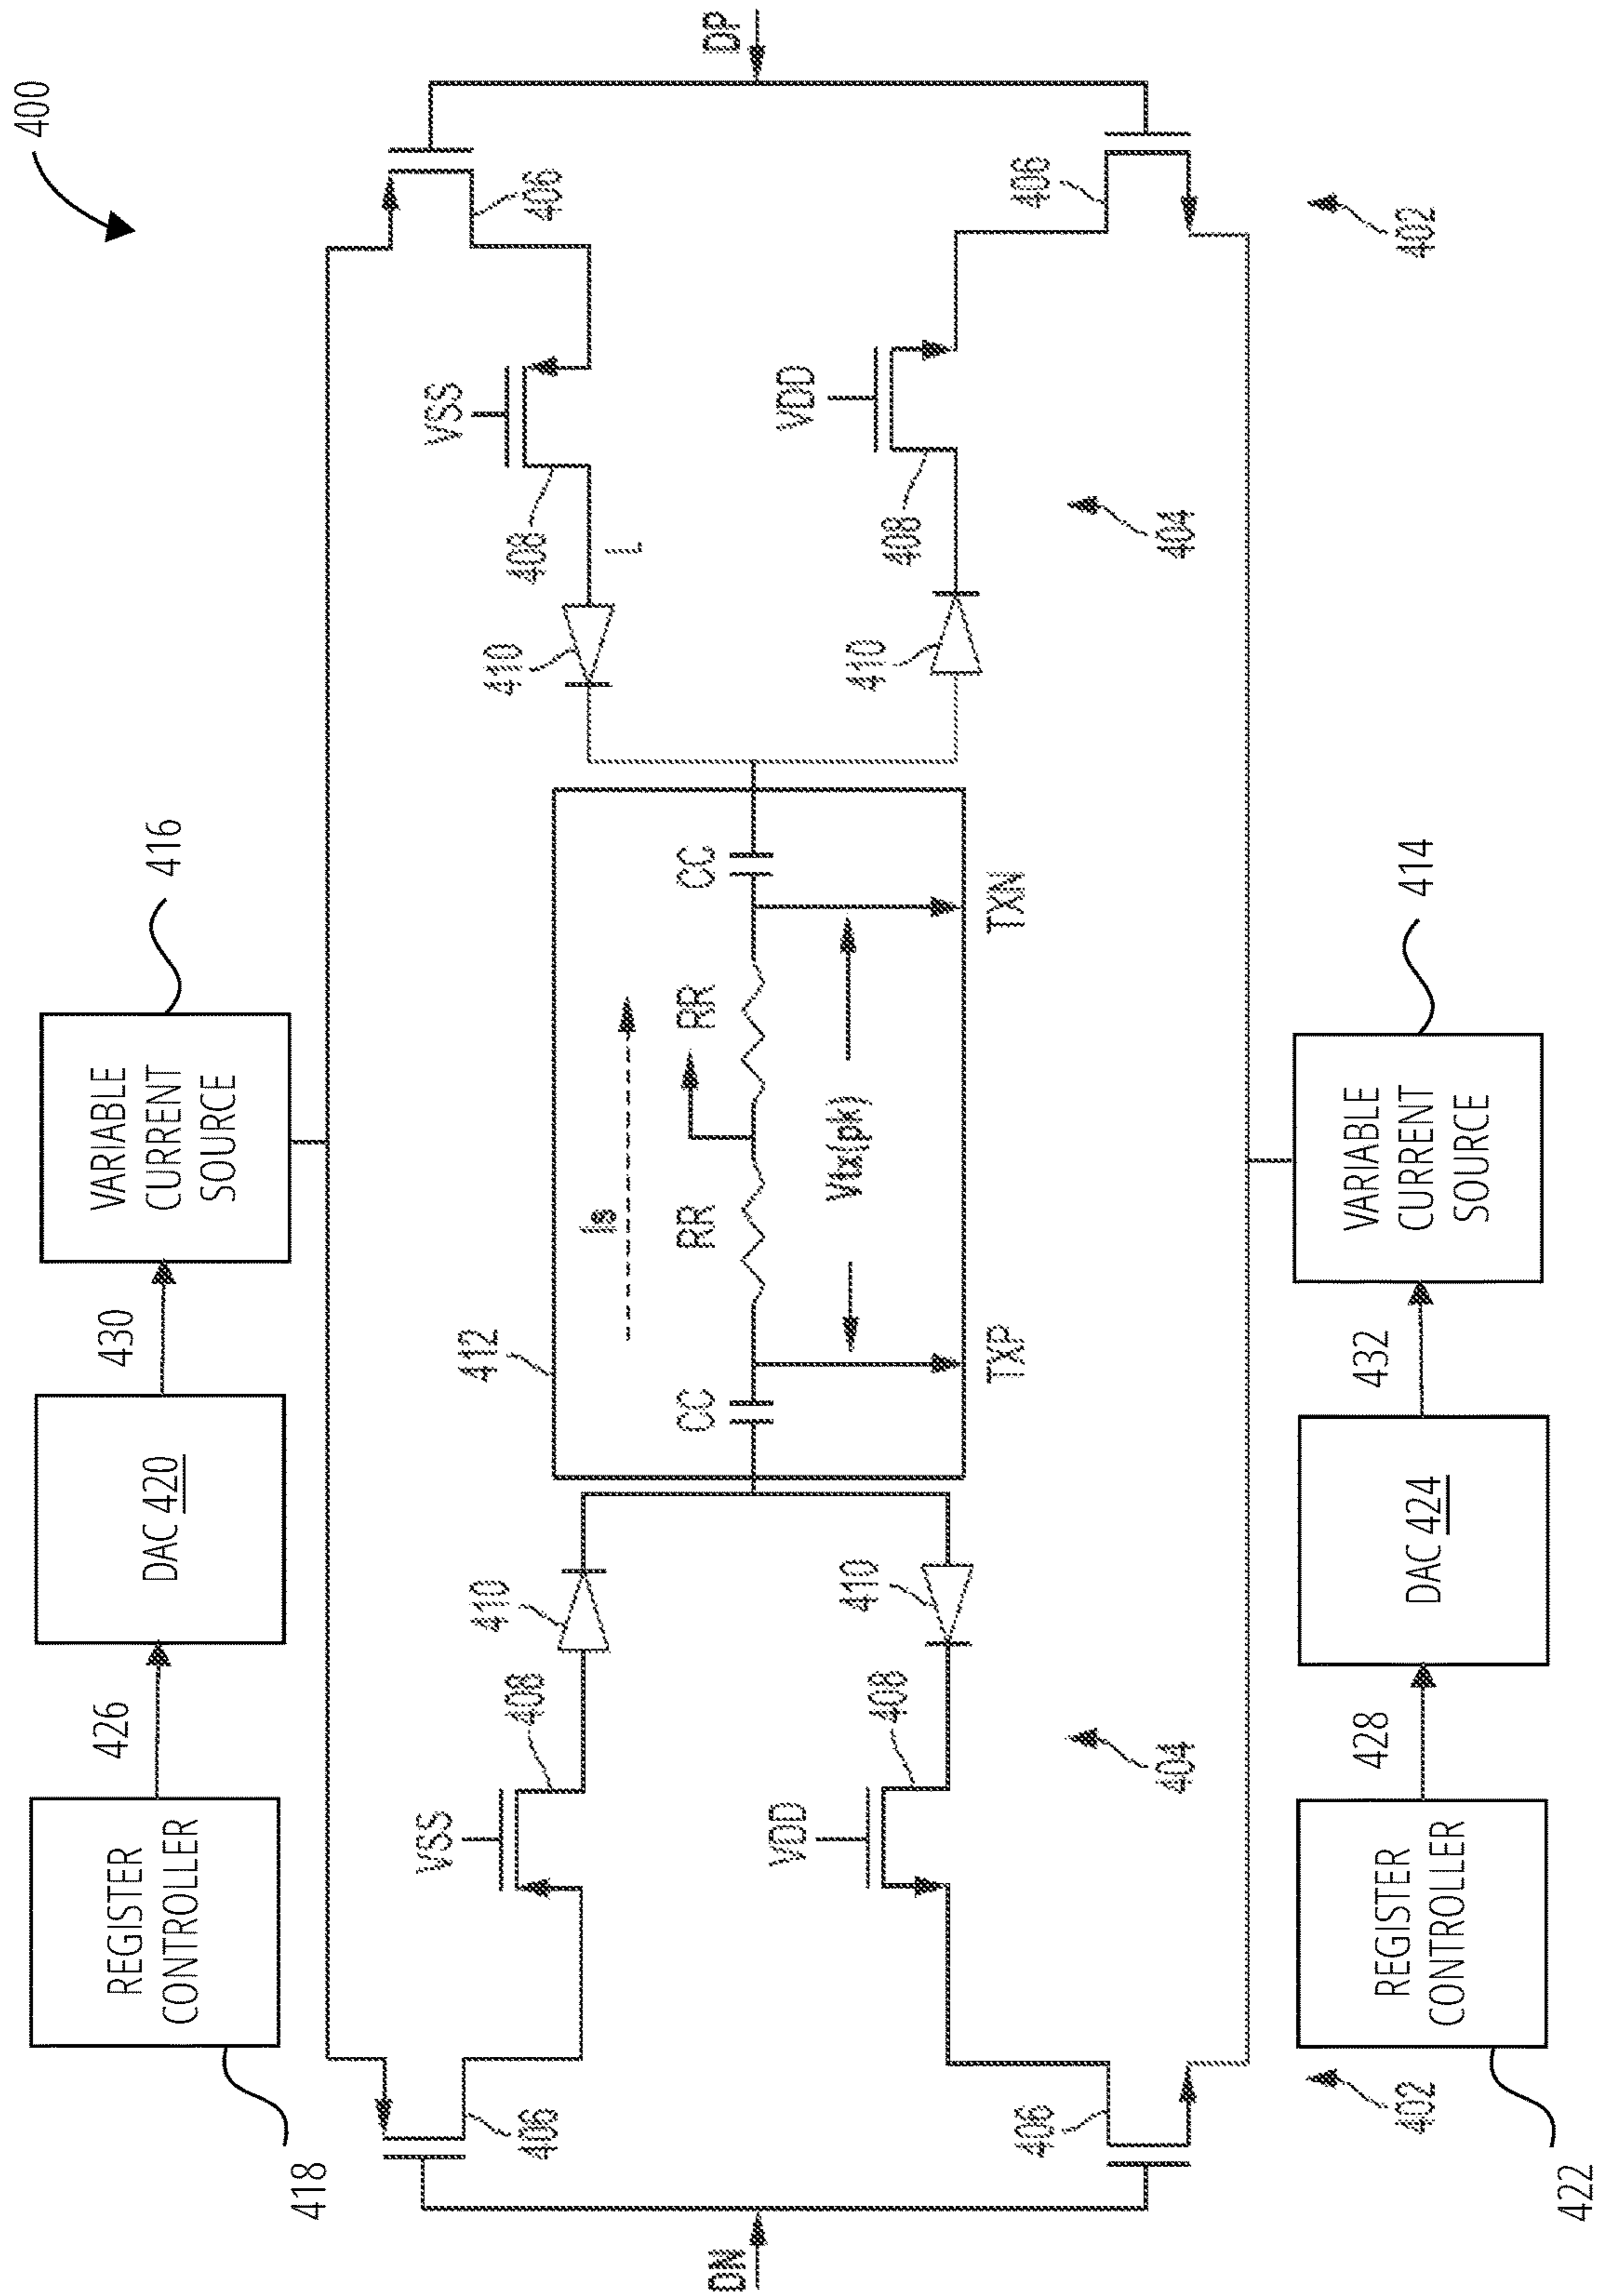 400
REGISTER
CONTROLLER
418
426
DAC 420
430
VARIABLE
CURRENT
SOURCE
416
DN
DP
406
406
VSS
408
410
VSS
408
410
L
412
Is
CC
RR
RR
CC
Vtx(pk)
TXP
TXN
VDD
408
410
VDD
408
410
404
404
406
406
402
402
REGISTER
CONTROLLER
422
428
DAC 424
432
VARIABLE
CURRENT
SOURCE
414